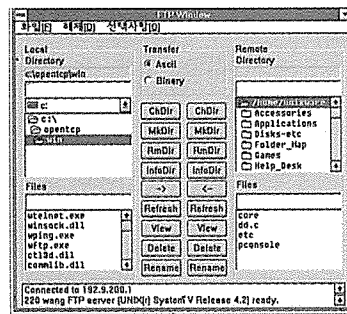 FTP Window
화일[F] 해제[D] 선택사항[O]
Local
Directory
c:\opentcp\win
c:
c:\
opentcp
win
Files
wtelnet.exe
winsock.dll
wping.exe
wftp.exe
ctl3d.dll
commlib.dll
Transfer
Ascii
Binary
ChDir ChDir
MkDir MkDir
RmDir RmDir
InfoDir InfoDir
-> <-
Refresh Refresh
View View
Delete Delete
Rename Rename
Remote
Directory
/home/unixware
Accessories
Applications
Disks-etc
Folder_Map
Games
Help_Desk
Files
core
dd.c
etc
pconsole
Connected to 192.9.200.1
220 wang FTP server [UNIX(r) System V Release 4.2] ready.